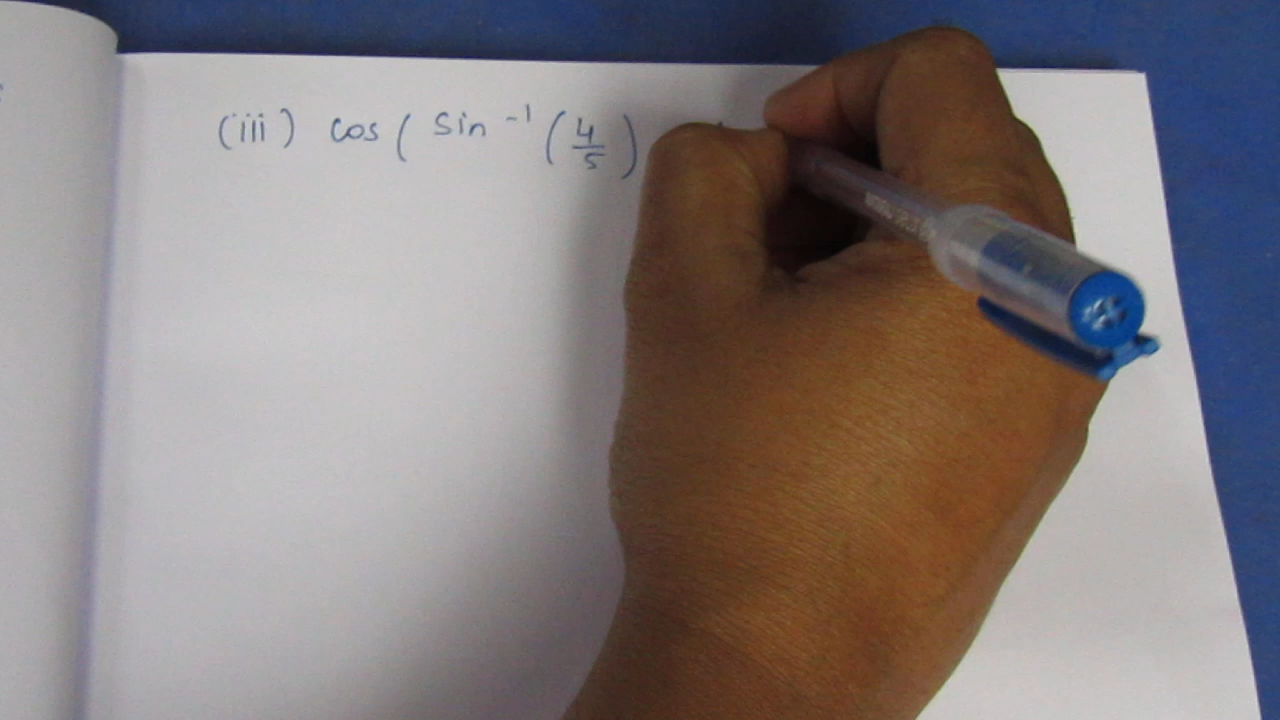 (iii) cos ( Sin⁻¹ (4/5)